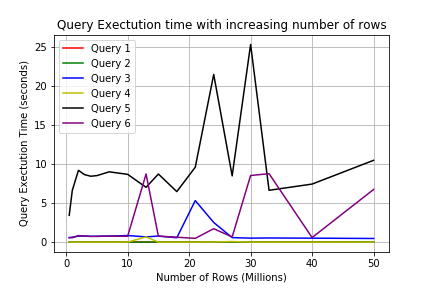 Query Exectution time with increasing number of rows
Query Exectution Time (seconds)
25
20
15
10
5
0
Query 1
Query 2
Query 3
Query 4
Query 5
Query 6
0 10 20 30 40 50
Number of Rows (Millions)